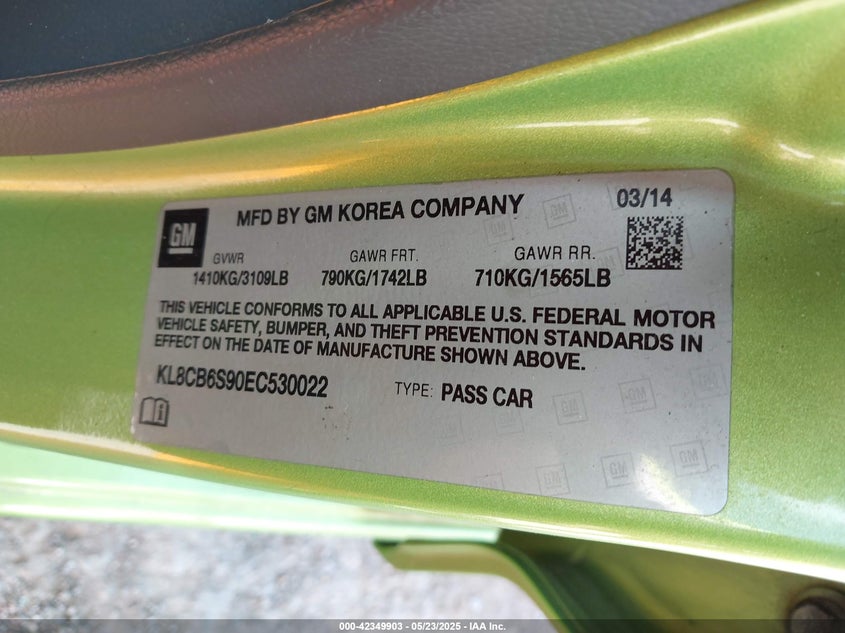 GM
MFD BY GM KOREA COMPANY
03/14
GVWR GAWR FRT. GAWR RR.
1410KG/3109LB 790KG/1742LB 710KG/1565LB
THIS VEHICLE CONFORMS TO ALL APPLICABLE U.S. FEDERAL MOTOR
VEHICLE SAFETY, BUMPER, AND THEFT PREVENTION STANDARDS IN
EFFECT ON THE DATE OF MANUFACTURE SHOWN ABOVE.
KL8CB6S90EC530022 TYPE: PASS CAR
000-42349903 - 05/23/2025 - IAA Inc.